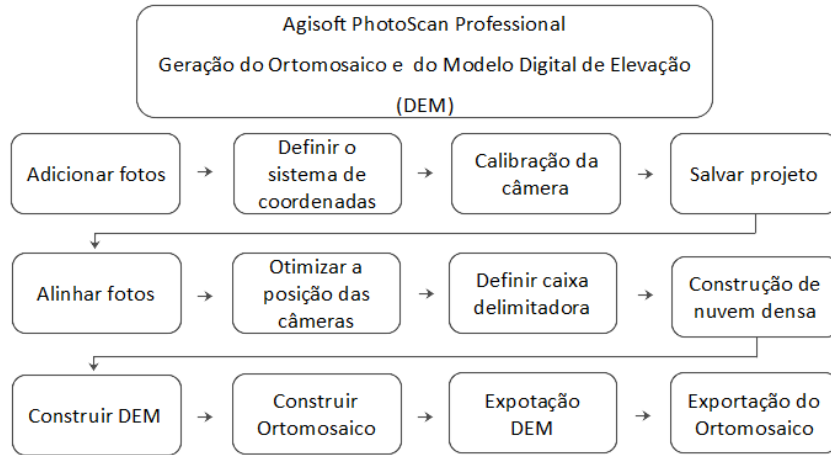 Agisoft PhotoScan Professional
Geração do Ortomosaico e do Modelo Digital de Elevação
(DEM)
Adicionar fotos
Definir o
sistema de
coordenadas
Calibração da
câmera
Salvar projeto
Alinhar fotos
Otimizar a
posição das
câmeras
Definir caixa
delimitadora
Construção de
nuvem densa
Construir DEM
Construir
Ortomosaico
Expotação
DEM
Exportação do
Ortomosaico